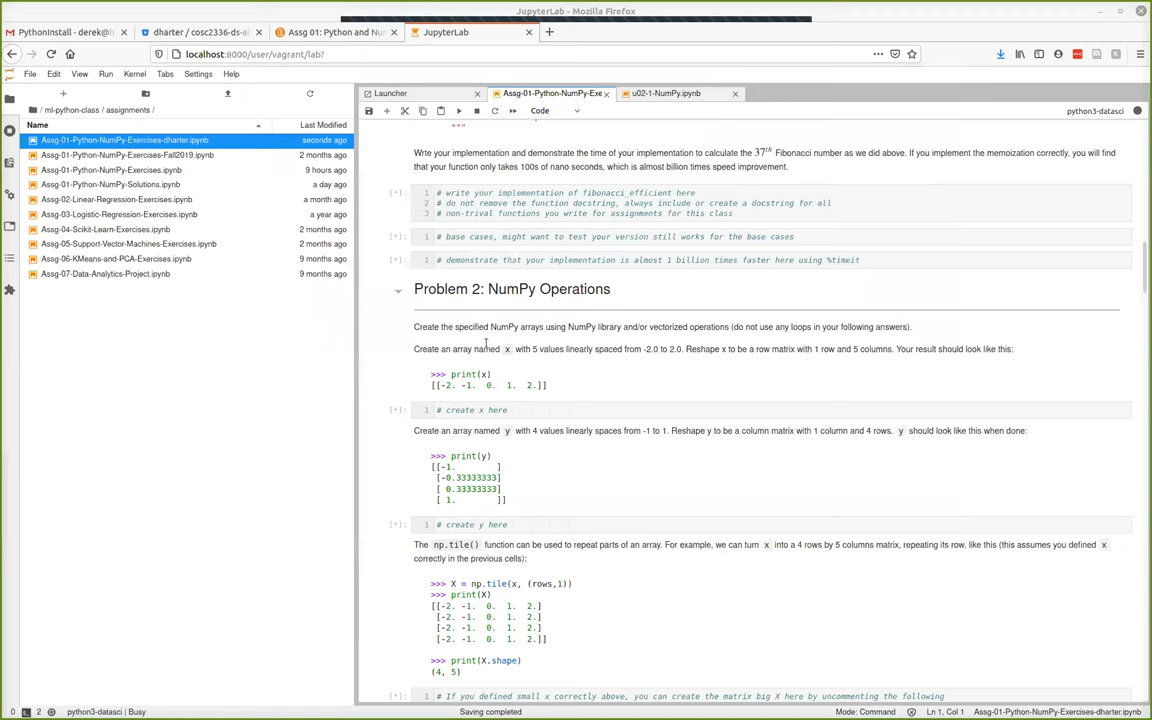 JupyterLab - Mozilla Firefox
PythonInstall - derek@h
dharter / cosc2336-ds-al
Assg 01: Python and Nu
JupyterLab
localhost:8000/user/vagrant/lab?
File Edit View Run Kernel Tabs Settings Help
/ ml-python-class / assignments /
Name Last Modified
Assg-01-Python-NumPy-Exercises-dharter.ipynb seconds ago
Assg-01-Python-NumPy-Exercises-Fall2019.ipynb 2 months ago
Assg-01-Python-NumPy-Exercises.ipynb 9 hours ago
Assg-01-Python-NumPy-Solutions.ipynb a day ago
Assg-02-Linear-Regression-Exercises.ipynb a month ago
Assg-03-Logistic-Regression-Exercises.ipynb a year ago
Assg-04-Scikit-Learn-Exercises.ipynb 2 months ago
Assg-05-Support-Vector-Machines-Exercises.ipynb 2 months ago
Assg-06-KMeans-and-PCA-Exercises.ipynb 9 months ago
Assg-07-Data-Analytics-Project.ipynb 9 months ago
Launcher
Assg-01-Python-NumPy-Exe
u02-1-NumPy.ipynb
Code python3-datasci
"""
Wrte your implementation and demonstrate the time of your implementation to calculate the 37th Fibonacci number as we did above. If you implement the memoization correctly, you will find
that your function only takes 100s of nano seconds, which is almost billion times speed improvement.
[*]: 1 # write your implementation of fibonacci_efficient here
2 # do not remove the function docstring, always include or create a docstring for all
3 # non-trival functions you write for assignments for this class
[*]: 1 # base cases, might want to test your version still works for the base cases
[*]: 1 # demonstrate that your implementation is almost 1 billion times faster here using %timeit
Problem 2: NumPy Operations
Create the specified NumPy arrays using NumPy library and/or vectorized operations (do not use any loops in your following answers).
Create an array named x with 5 values linearly spaced from -2.0 to 2.0. Reshape x to be a row matrix with 1 row and 5 columns. Your result should look like this:
>>> print(x)
[[-2. -1. 0. 1. 2.]]
[*]: 1 # create x here
Create an array named y with 4 values linearly spaces from -1 to 1. Reshape y to be a column matrix with 1 column and 4 rows. y should look like this when done:
>>> print(y)
[[-1. ]
[-0.33333333]
[ 0.33333333]
[ 1. ]]
[*]: 1 # create y here
The np.tile() function can be used to repeat parts of an array. For example, we can turn x into a 4 rows by 5 columns matrix, repeating its row, like this (this assumes you defined x
correctly in the previous cells):
>>> X = np.tile(x, (rows,1))
>>> print(X)
[[-2. -1. 0. 1. 2.]
[-2. -1. 0. 1. 2.]
[-2. -1. 0. 1. 2.]
[-2. -1. 0. 1. 2.]]
>>> print(X.shape)
(4, 5)
[*]: 1 # If you defined small x correctly above, you can create the matrix big X here by uncommenting the following
0 2 python3-datasci | Busy Saving completed Mode: Command Ln 1, Col 1 Assg-01-Python-NumPy-Exercises-dharter.ipynb